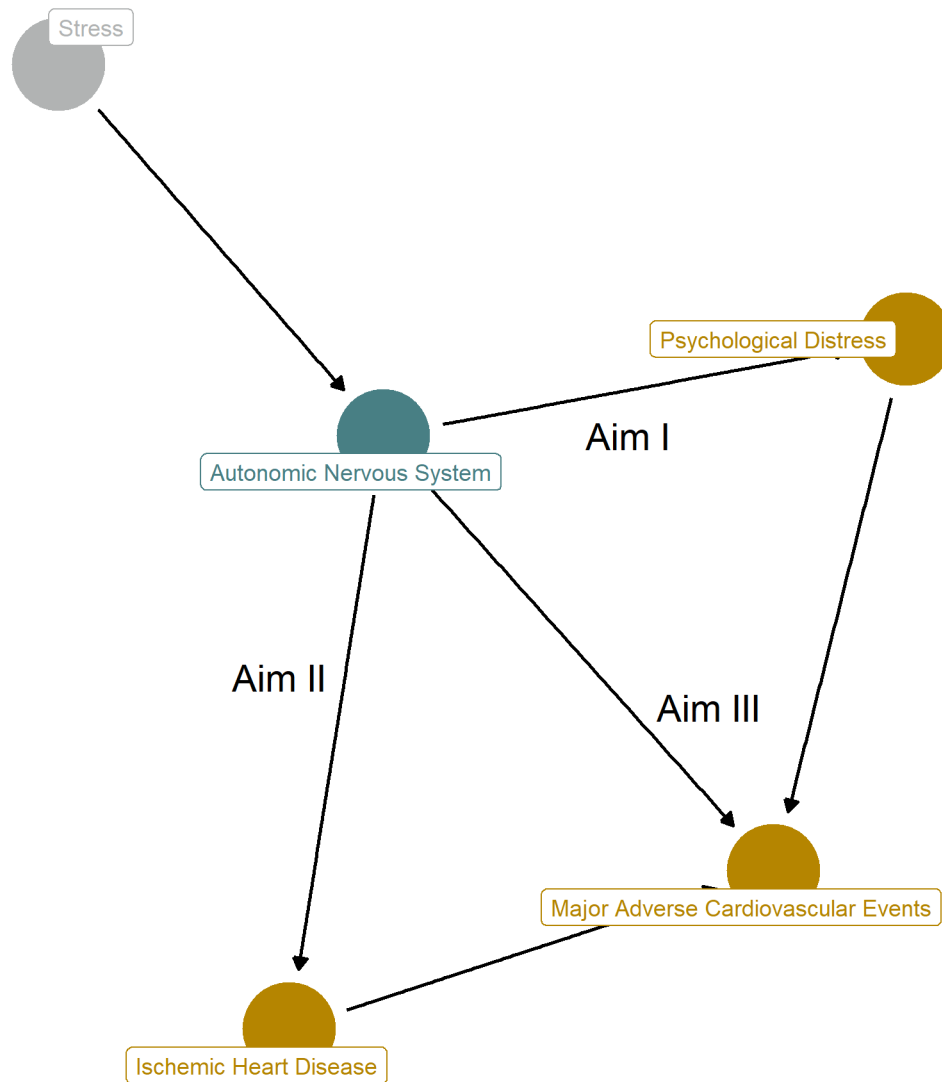 Stress
Psychological Distress
Aim I
Autonomic Nervous System
Aim II
Aim III
Major Adverse Cardiovascular Events
Ischemic Heart Disease